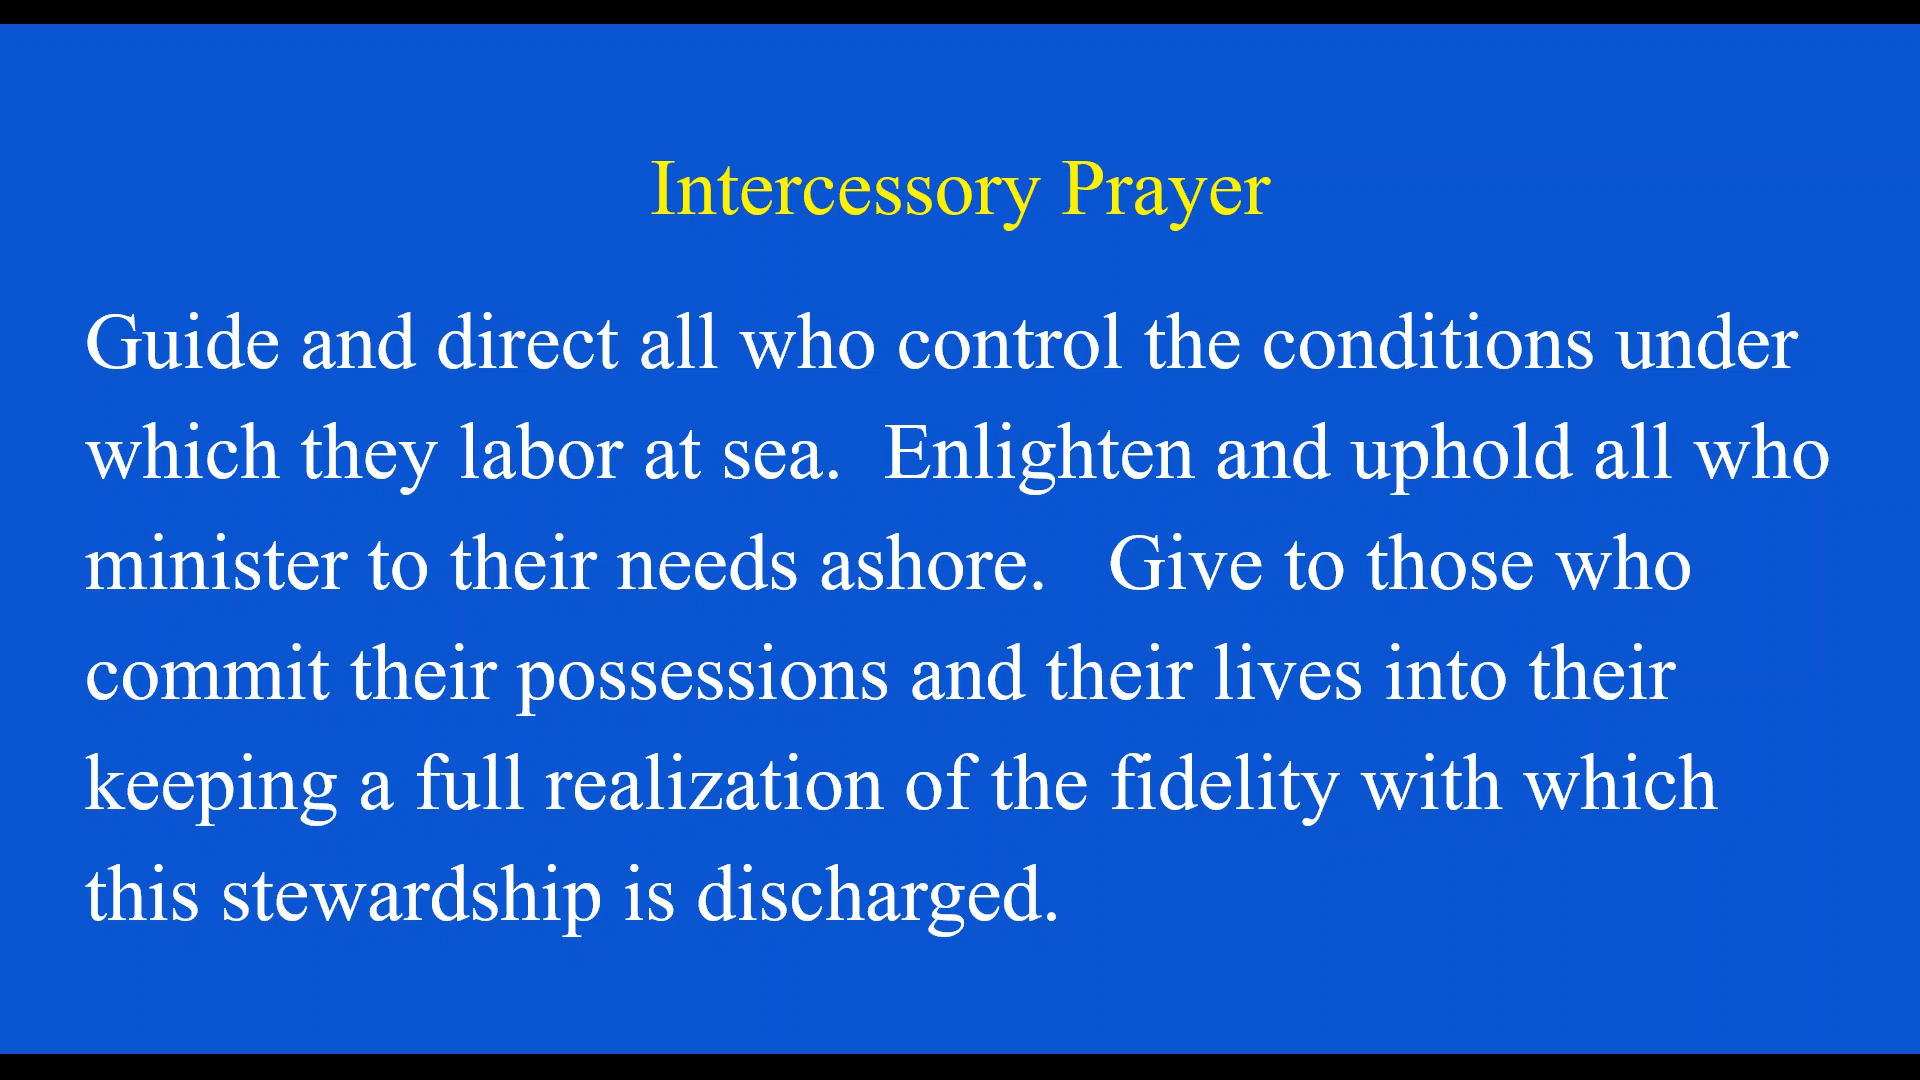 Intercessory Prayer
Guide and direct all who control the conditions under
which they labor at sea.  Enlighten and uphold all who
minister to their needs ashore.   Give to those who
commit their possessions and their lives into their
keeping a full realization of the fidelity with which
this stewardship is discharged.